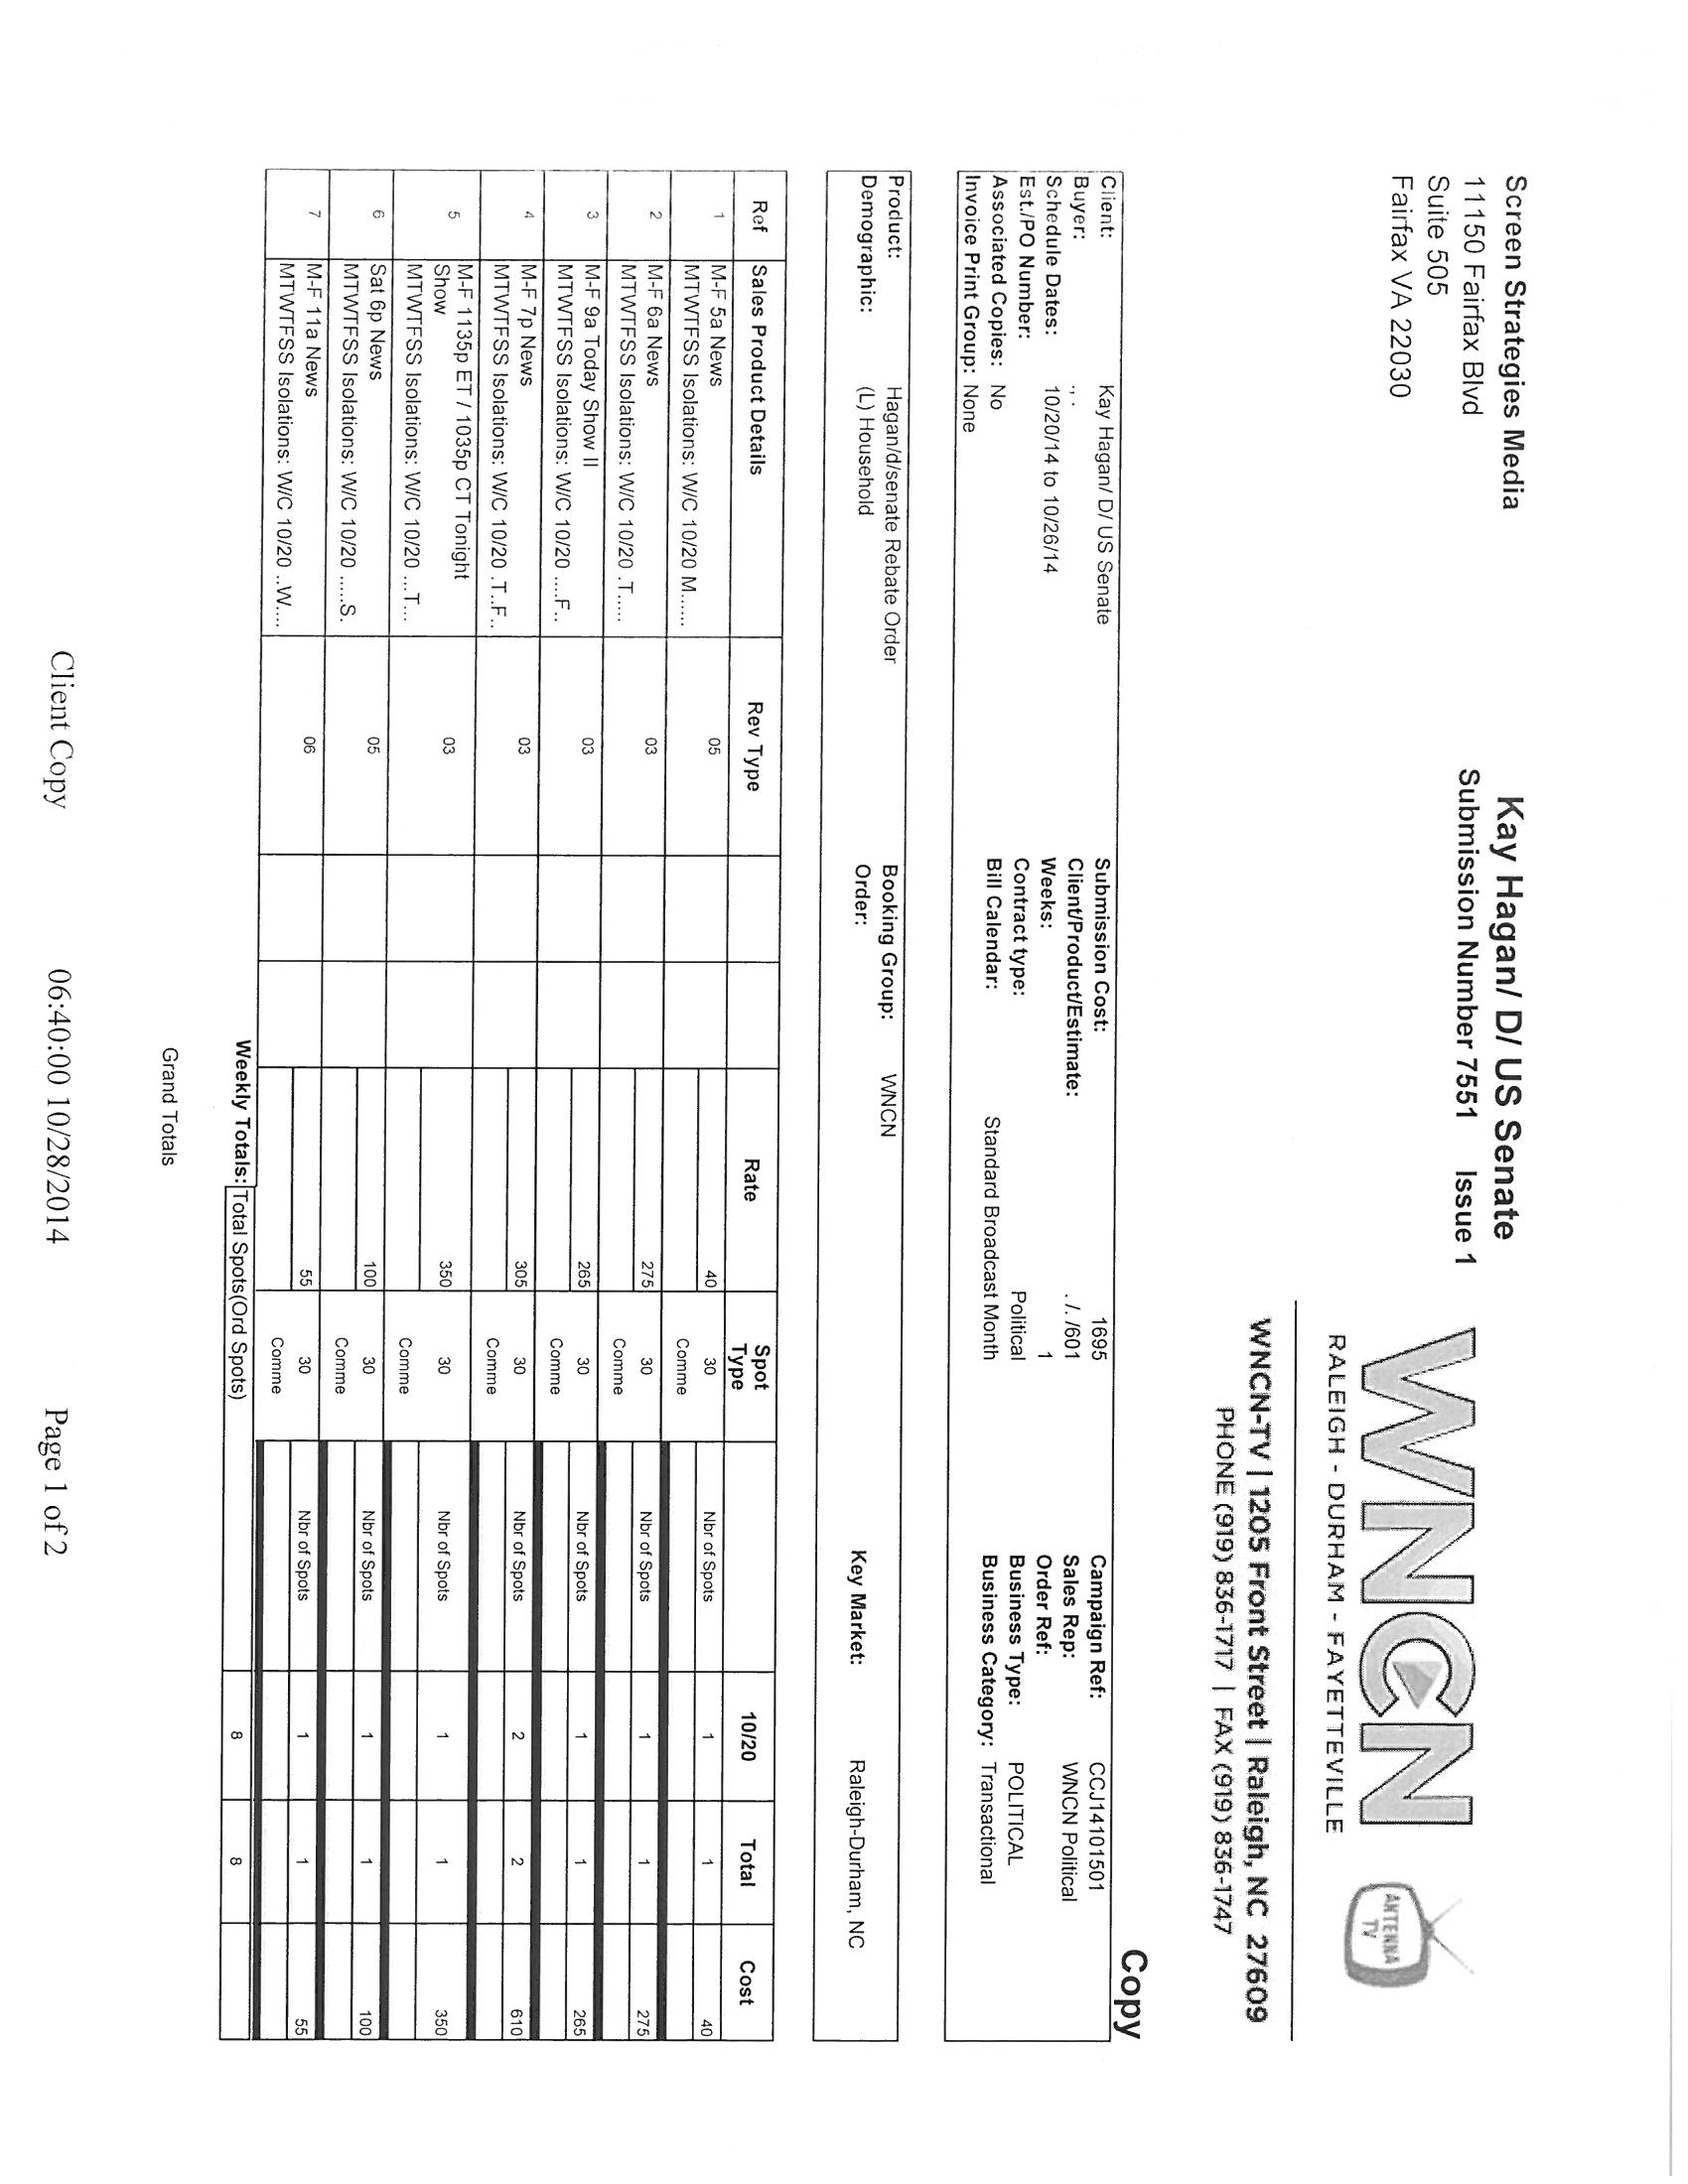 Screen Strategies Media
11150 Fairfax Blvd
Suite 505
Fairfax VA 22030
Kay Hagan/ D/ US Senate
Submission Number 7551 Issue 1
WNCN
RALEIGH - DURHAM - FAYETTEVILLE
ANTENNA
TV
WNCN-TV | 1205 Front Street | Raleigh, NC 27609
PHONE (919) 836-1717 | FAX (919) 836-1747
Copy
Client: Kay Hagan/ D/ US Senate Submission Cost: 1695 Campaign Ref: CCJ14101501
Buyer: ., . Client/Product/Estimate: . /. /601 Sales Rep: WNCN Political
Schedule Dates: 10/20/14 to 10/26/14 Weeks: 1 Order Ref:
Est./PO Number: Contract type: Political Business Type: POLITICAL
Associated Copies: No Bill Calendar: Standard Broadcast Month Business Category: Transactional
Invoice Print Group: None
Product: Hagan/d/senate Rebate Order Booking Group: WNCN
Demographic: (L) Household Order: Key Market: Raleigh-Durham, NC
Ref Sales Product Details Rev Type Rate Spot Type 10/20 Total Cost
1 M-F 5a News 05 40 30 Nbr of Spots 1 1 40
MTWTFSS Isolations: W/C 10/20 M...... Comme
2 M-F 6a News 03 275 30 Nbr of Spots 1 1 275
MTWTFSS Isolations: W/C 10/20 .T..... Comme
3 M-F 9a Today Show II 03 265 30 Nbr of Spots 1 1 265
MTWTFSS Isolations: W/C 10/20 ....F.. Comme
4 M-F 7p News 03 305 30 Nbr of Spots 2 2 610
MTWTFSS Isolations: W/C 10/20 .T..F.. Comme
5 M-F 1135p ET / 1035p CT Tonight 03 350 30 Nbr of Spots 1 1 350
Show
MTWTFSS Isolations: W/C 10/20 ...T... Comme
6 Sat 6p News 05 100 30 Nbr of Spots 1 1 100
MTWTFSS Isolations: W/C 10/20 .....S. Comme
7 M-F 11a News 06 55 30 Nbr of Spots 1 1 55
MTWTFSS Isolations: W/C 10/20 ..W.... Comme
Weekly Totals: Total Spots(Ord Spots) 8 8
Grand Totals
Client Copy 06:40:00 10/28/2014 Page 1 of 2